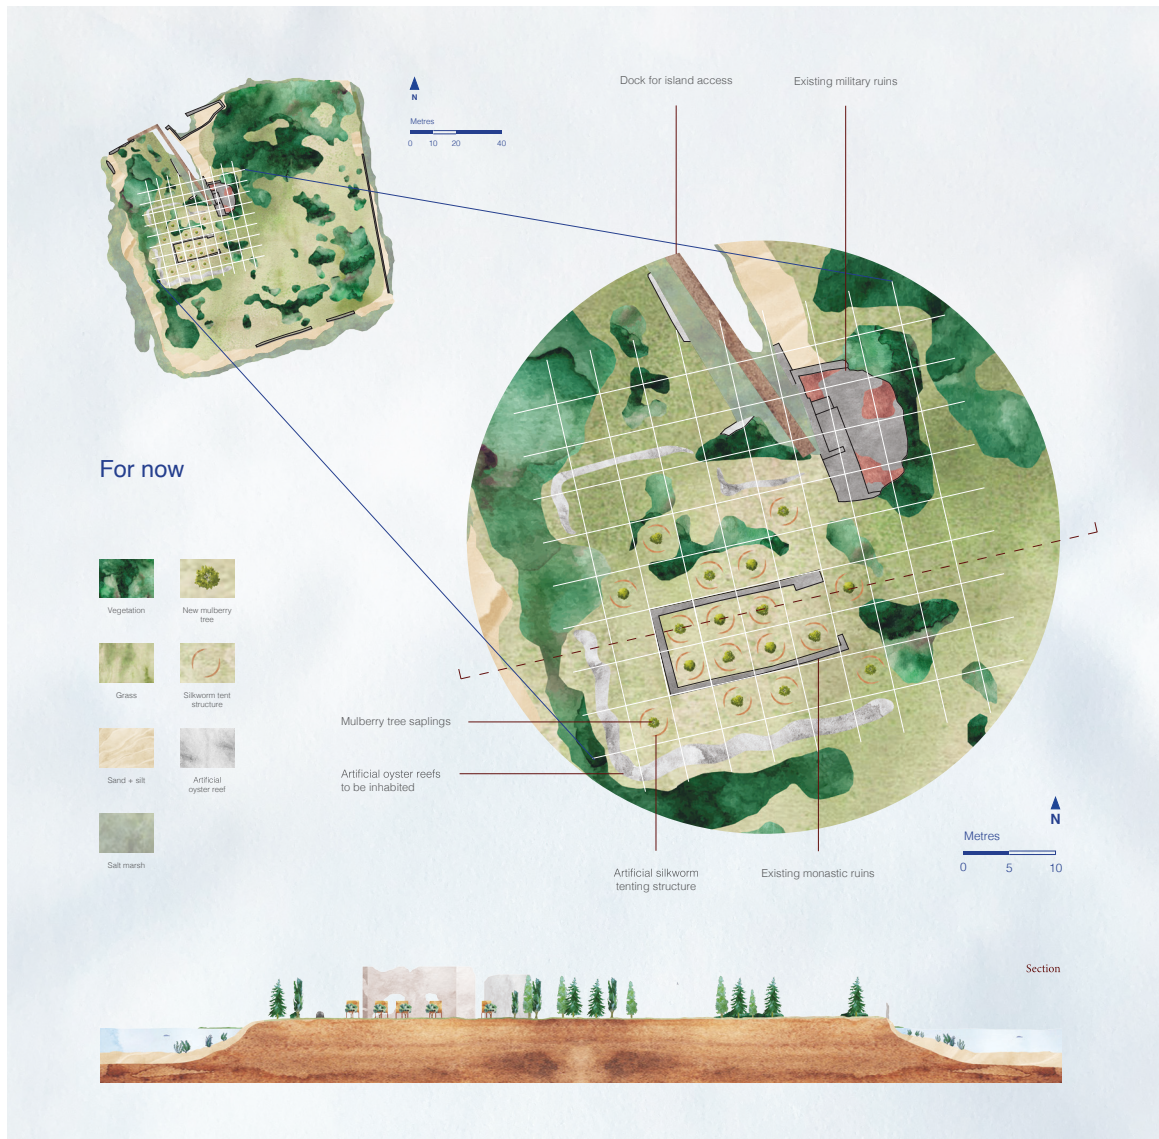 Dock for island access
Existing military ruins
N
Metres
0 10 20 40
For now
Vegetation
New mulberry
tree
Grass
Silkworm tent
structure
Sand + silt
Artificial
oyster reef
Salt marsh
Mulberry tree saplings
Artificial oyster reefs
to be inhabited
N
Metres
0 5 10
Artificial silkworm
tenting structure
Existing monastic ruins
Section